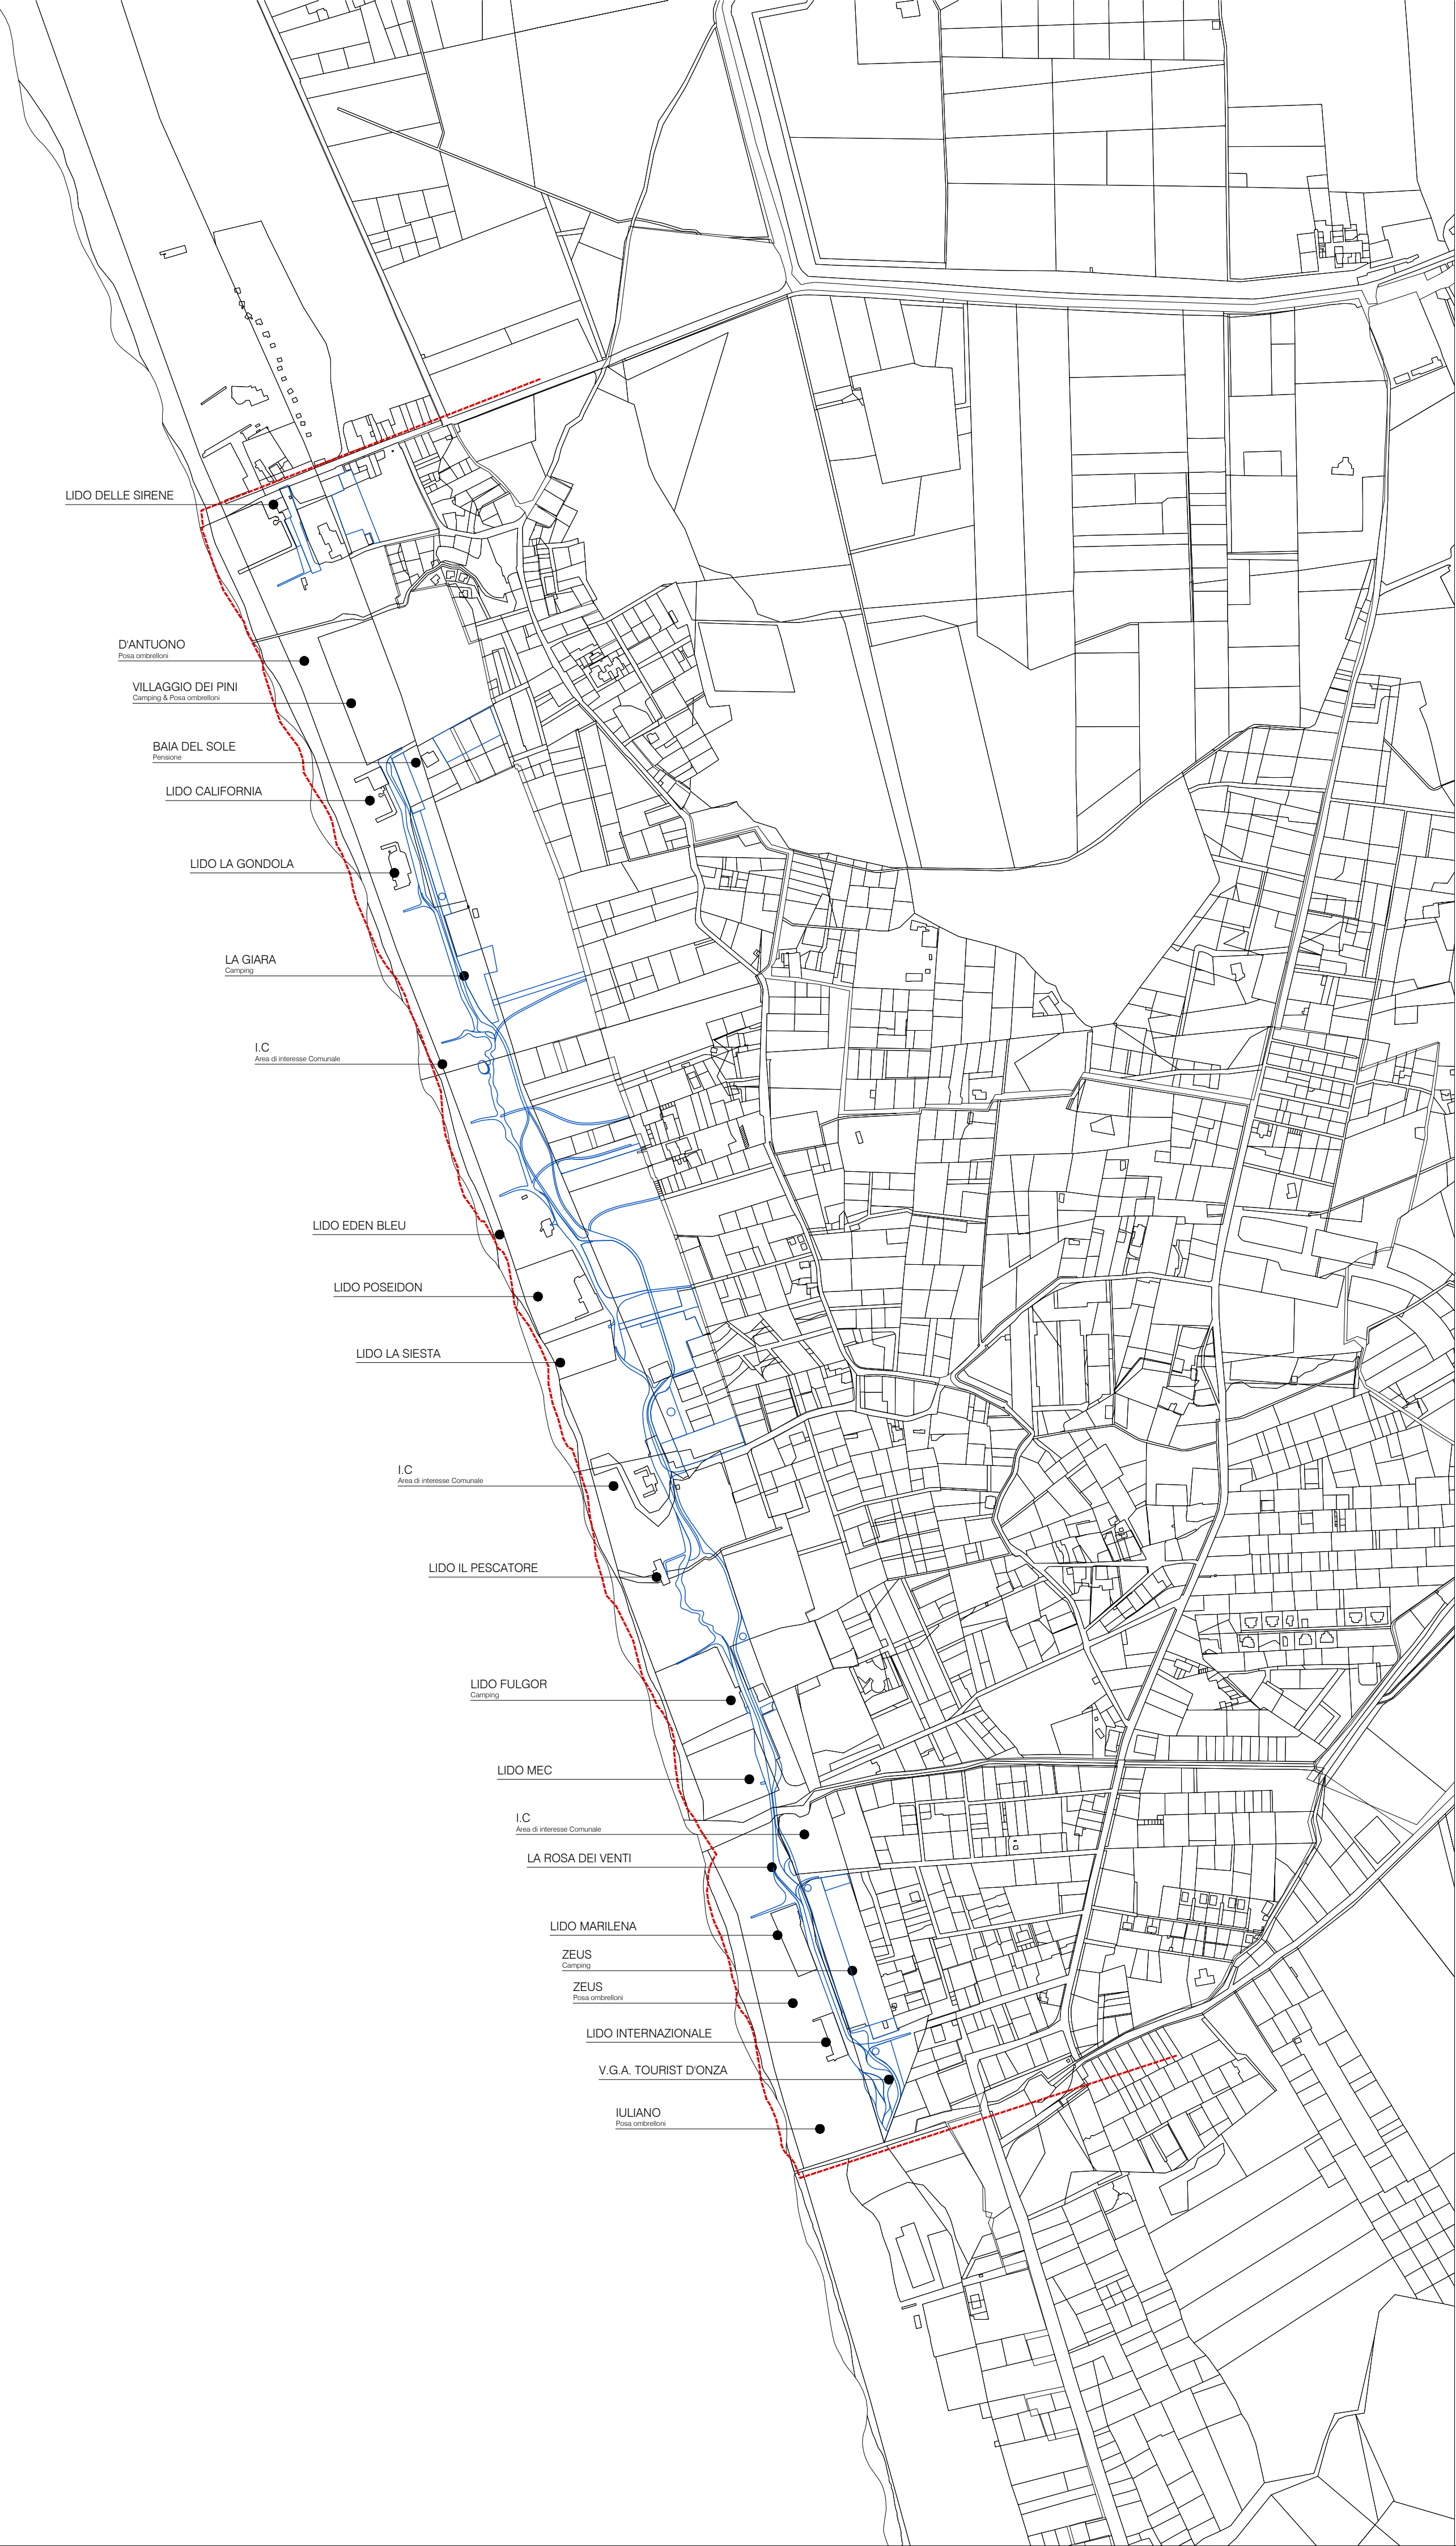 LIDO DELLE SIRENE
D'ANTUONO
Posa ombrelloni
VILLAGGIO DEI PINI
Camping & Posa ombrelloni
BAIA DEL SOLE
Pensione
LIDO CALIFORNIA
LIDO LA GONDOLA
LA GIARA
Camping
I.C
Area di interesse Comunale
LIDO EDEN BLEU
LIDO POSEIDON
LIDO LA SIESTA
I.C
Area di interesse Comunale
LIDO IL PESCATORE
LIDO FULGOR
Camping
LIDO MEC
I.C
Area di interesse Comunale
LA ROSA DEI VENTI
LIDO MARILENA
ZEUS
Camping
ZEUS
Posa ombrelloni
LIDO INTERNAZIONALE
V.G.A. TOURIST D'ONZA
IULIANO
Posa ombrelloni